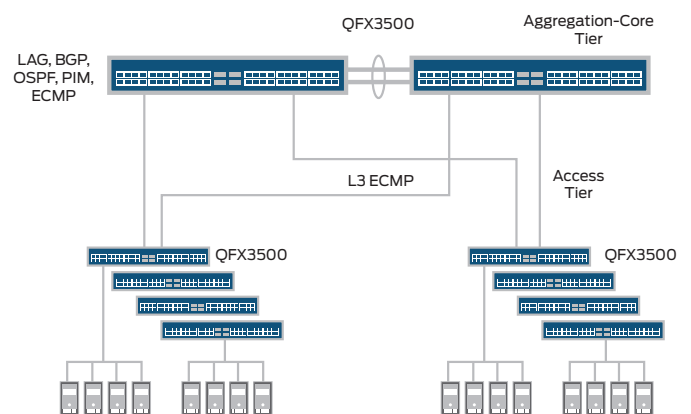 QFX3500
Aggregation-Core
Tier
LAG, BGP,
OSPF, PIM,
ECMP
L3 ECMP
Access
Tier
QFX3500
QFX3500